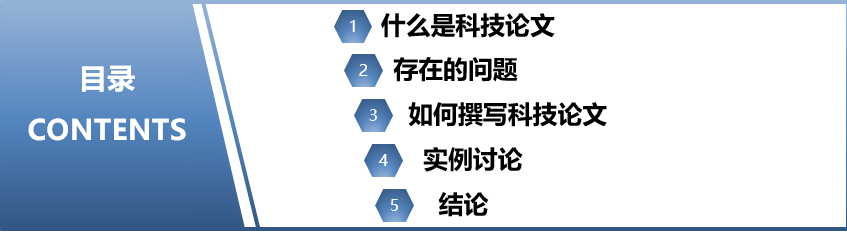 目录
CONTENTS
1 什么是科技论文
2 存在的问题
3 如何撰写科技论文
4 实例讨论
5 结论